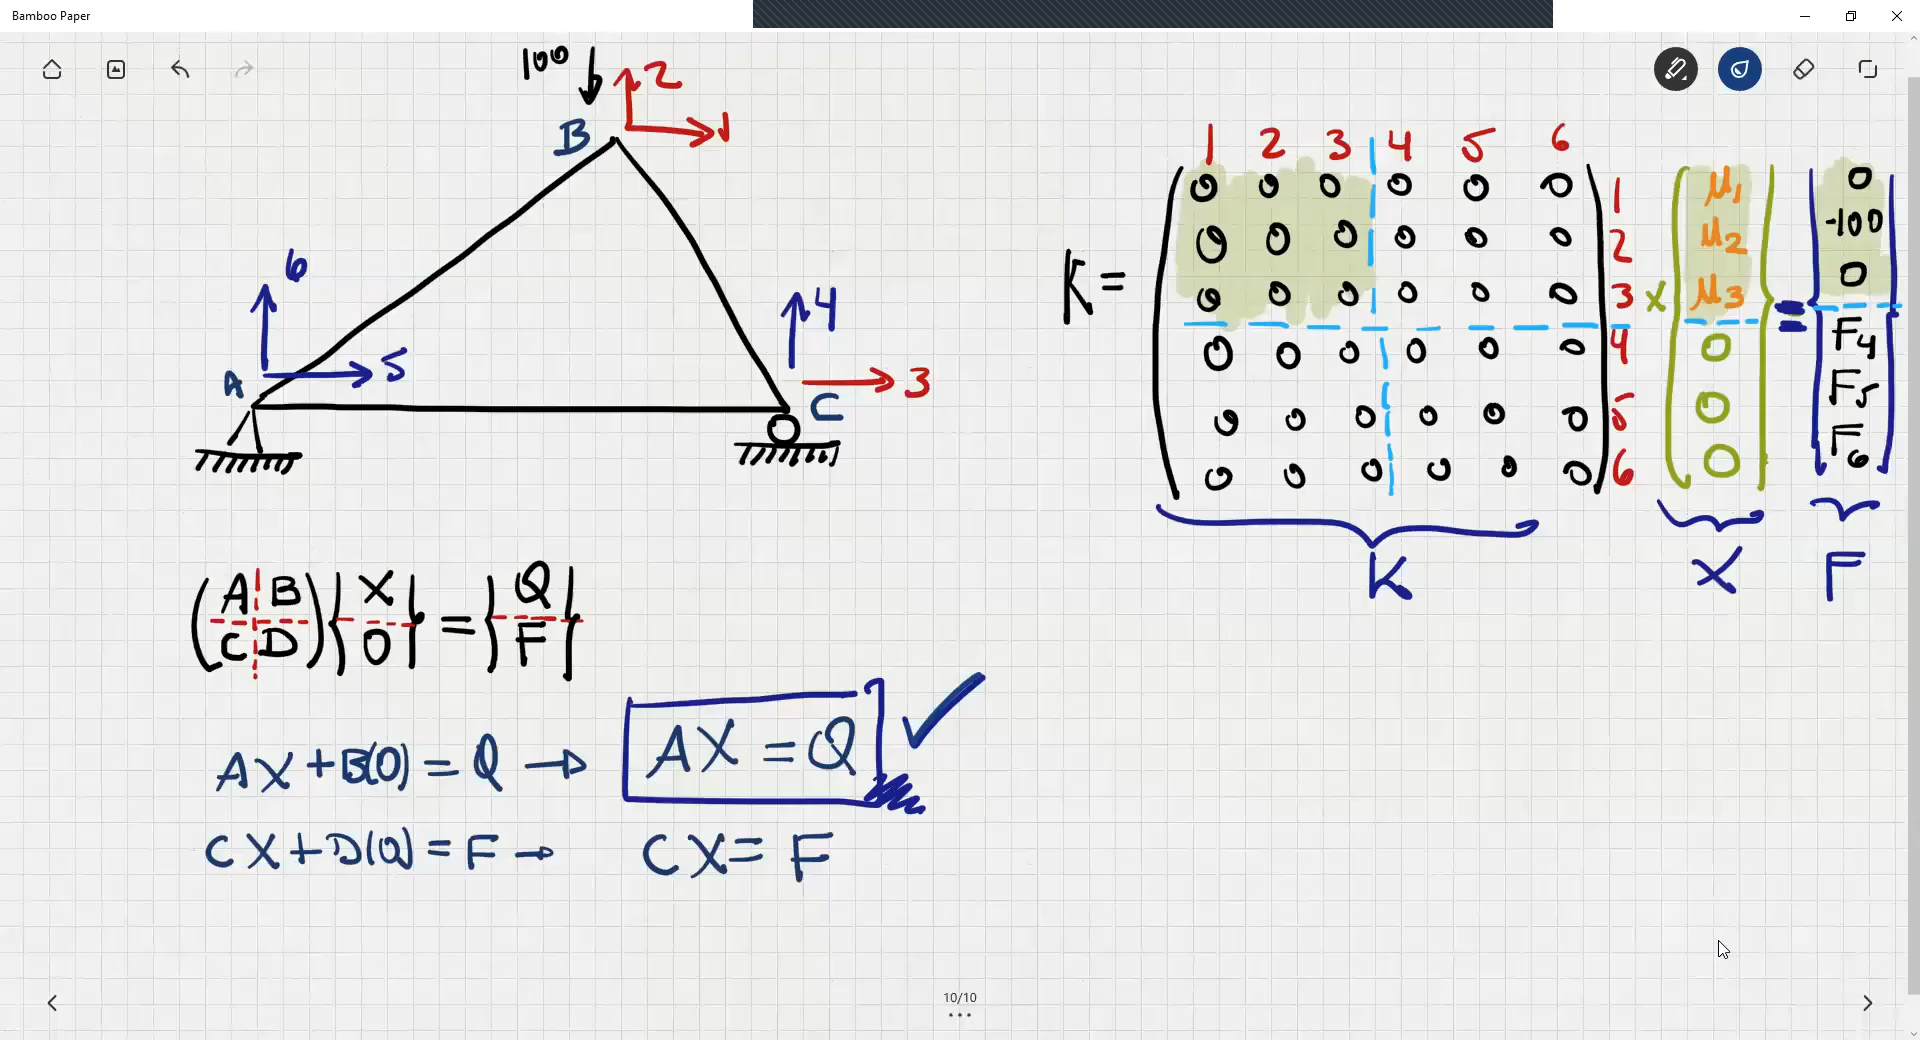 Bamboo Paper
100
2
B
1
6
4
5
A
3
C
1 2 3 4 5 6
K =
0 0 0 0 0 0 1 μ1 0
0 0 0 0 0 0 2 μ2 -100
0 0 0 0 0 0 3 x μ3 = 0
0 0 0 0 0 0 4 0 F4
0 0 0 0 0 0 5 0 F5
0 0 0 0 0 0 6 0 F6
K X F
(A B) {X} = {Q}
(C D) {0} {F}
AX + B(0) = Q → AX = Q ✓
CX + D(0) = F → CX = F
10/10